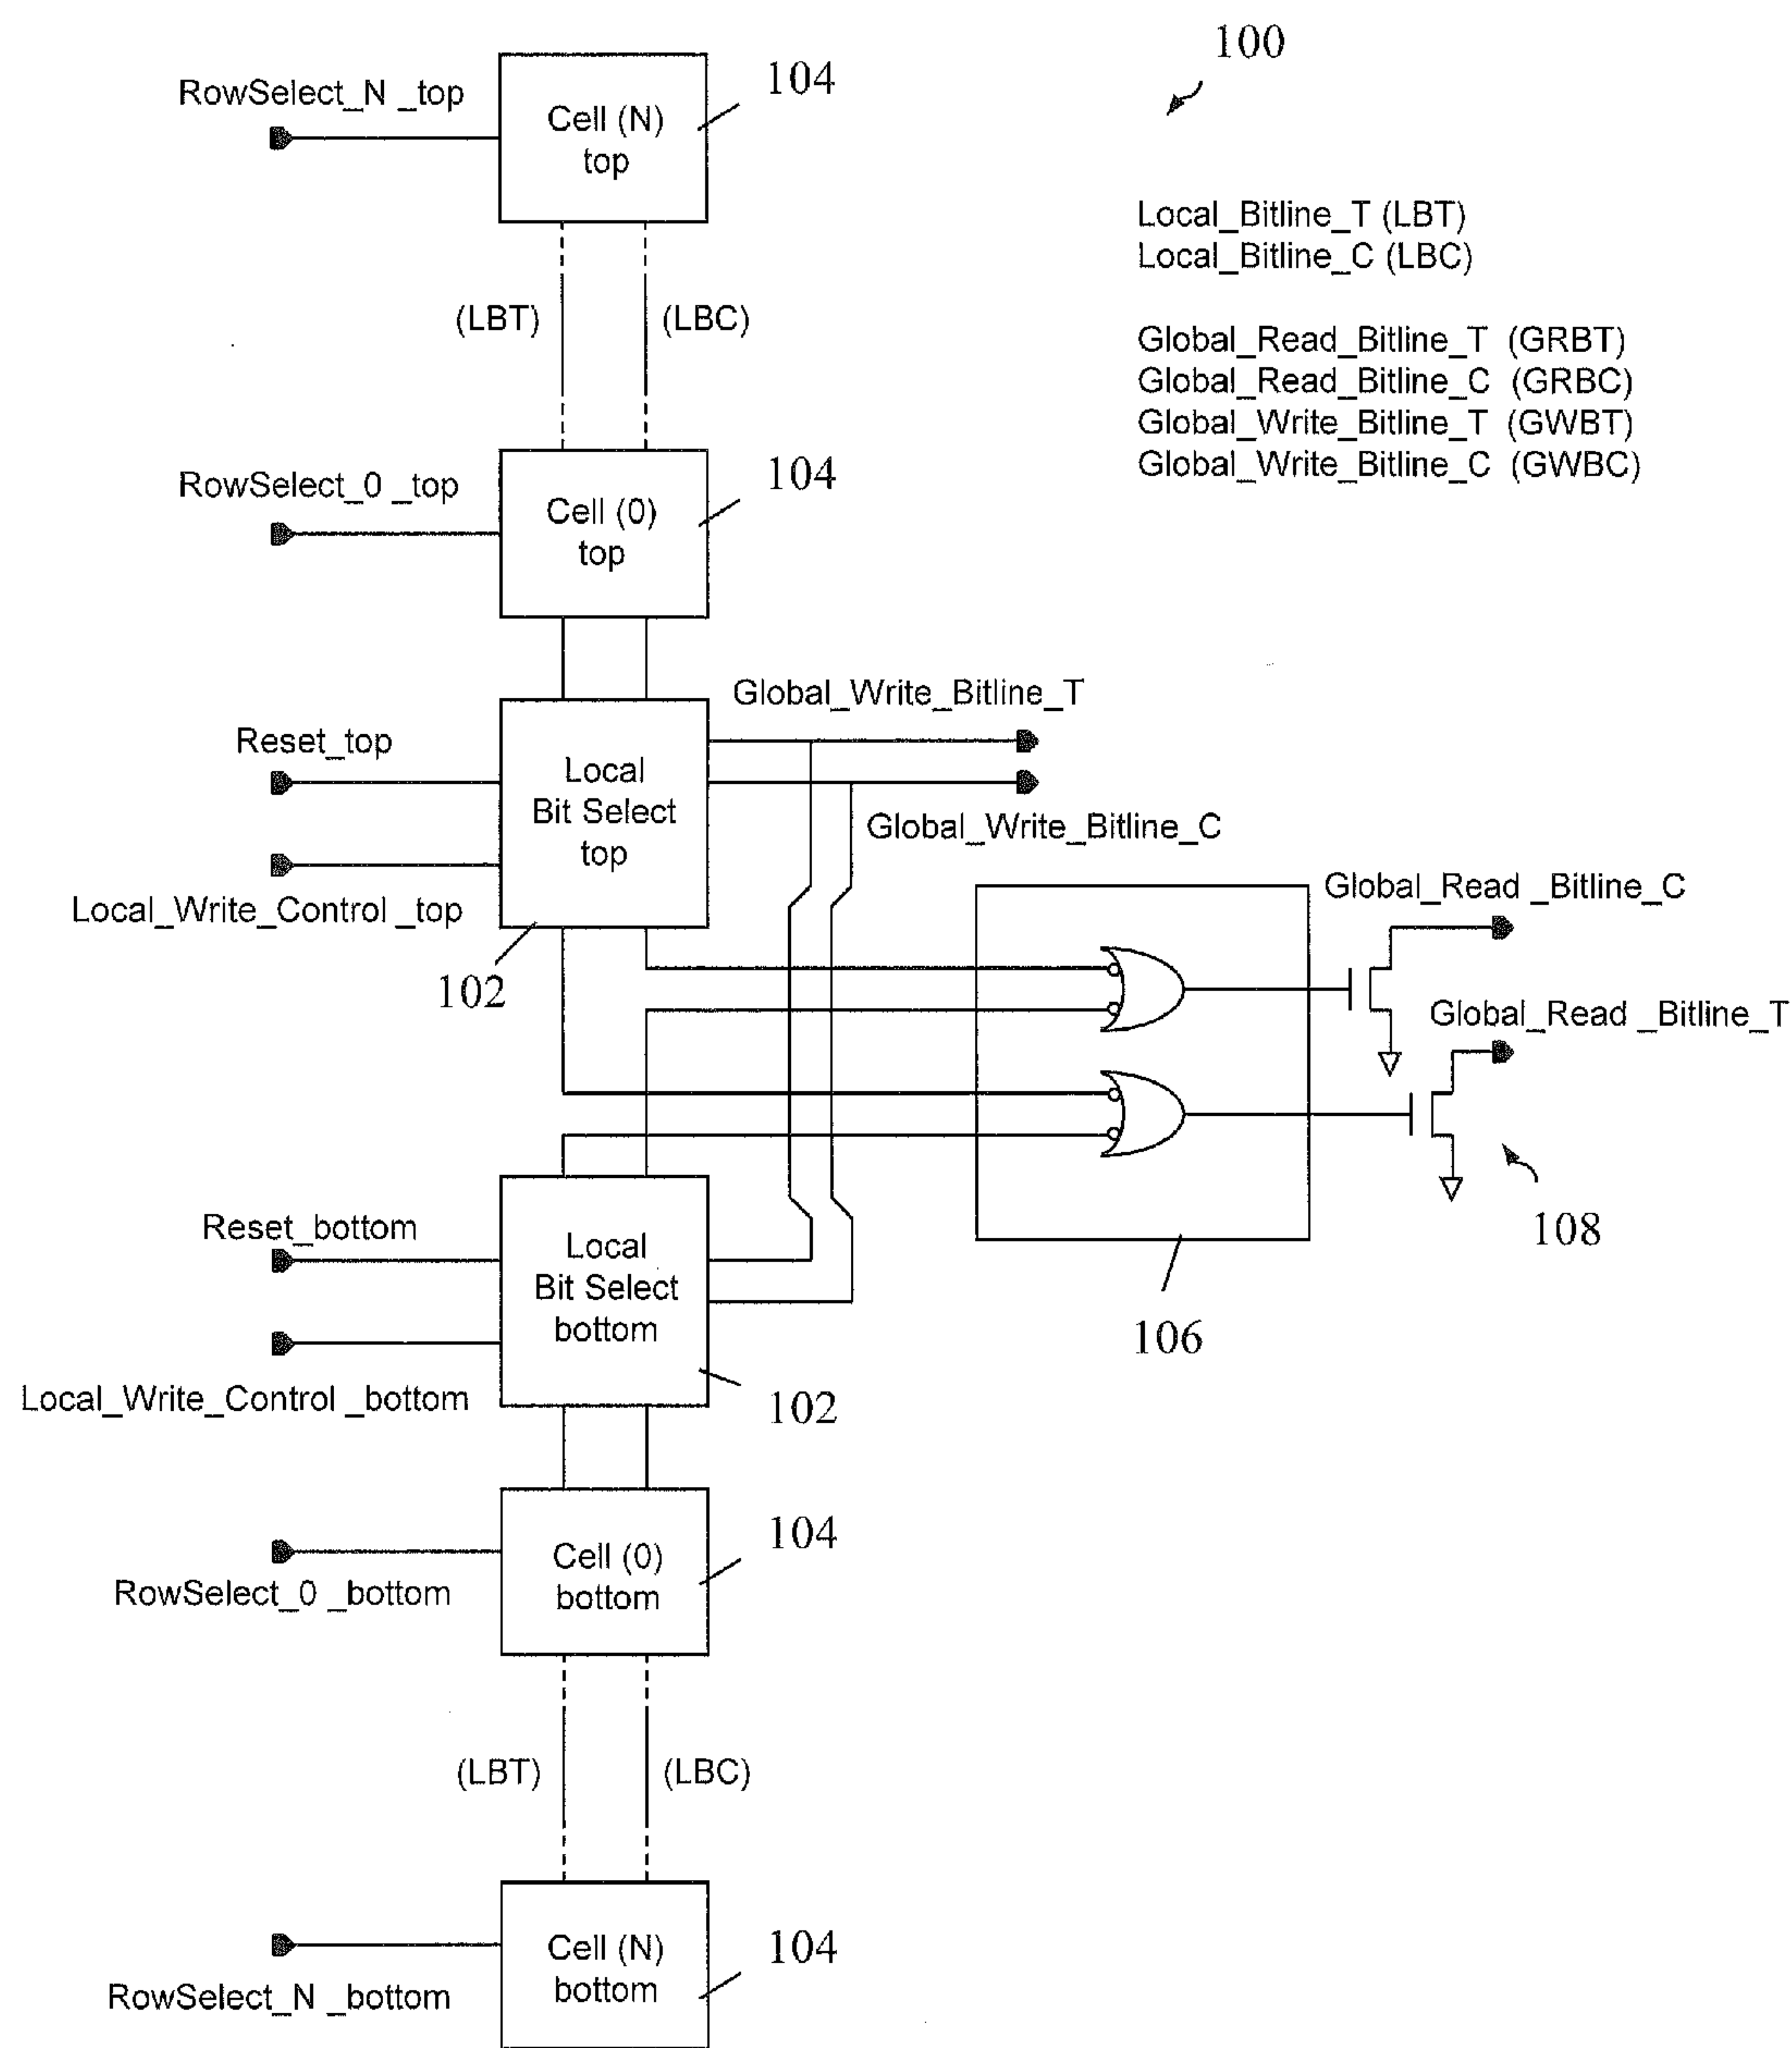 100
RowSelect_N _top
Cell (N)
top
104
Local_Bitline_T (LBT)
Local_Bitline_C (LBC)
(LBT)
(LBC)
Global_Read_Bitline_T (GRBT)
Global_Read_Bitline_C (GRBC)
Global_Write_Bitline_T (GWBT)
Global_Write_Bitline_C (GWBC)
RowSelect_0 _top
Cell (0)
top
104
Global_Write_Bitline_T
Reset_top
Local
Bit Select
top
Global_Write_Bitline_C
Local_Write_Control _top
102
Global_Read _Bitline_C
Global_Read _Bitline_T
108
Reset_bottom
Local
Bit Select
bottom
106
Local_Write_Control _bottom
102
104
Cell (0)
bottom
RowSelect_0 _bottom
(LBT)
(LBC)
104
Cell (N)
bottom
RowSelect_N _bottom